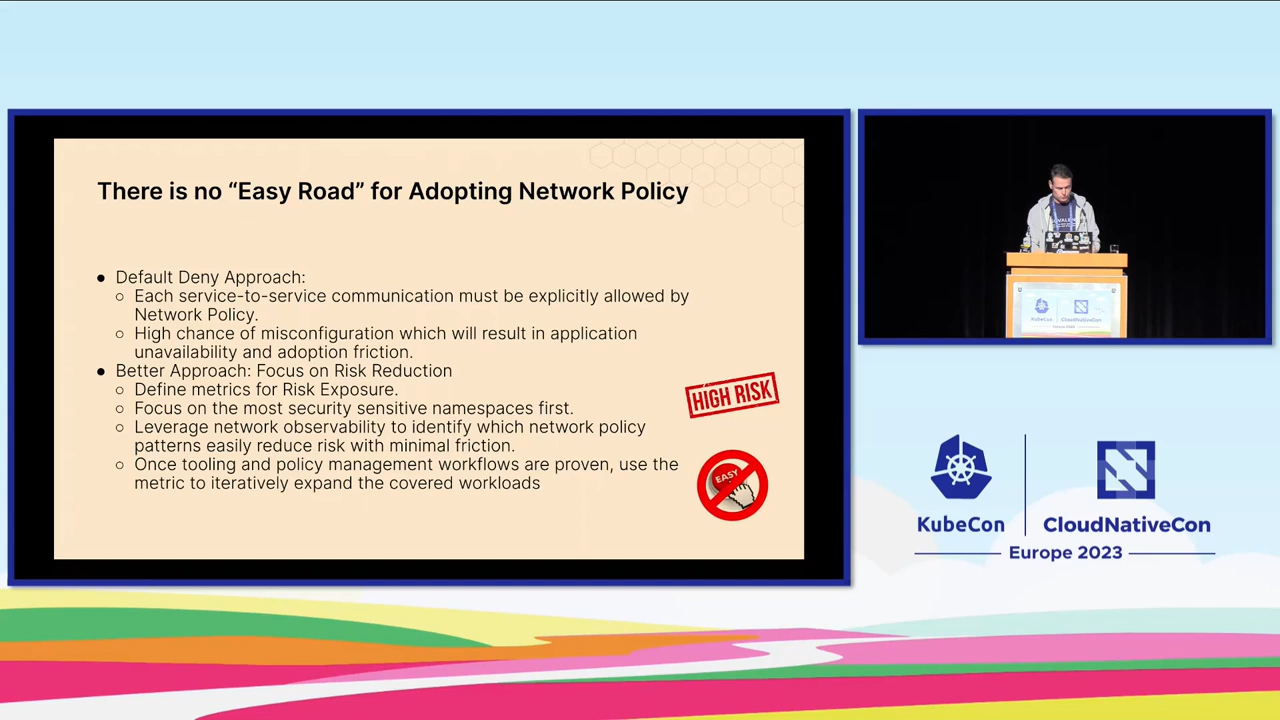 There is no “Easy Road” for Adopting Network Policy
● Default Deny Approach:
○ Each service-to-service communication must be explicitly allowed by
Network Policy.
○ High chance of misconfiguration which will result in application
unavailability and adoption friction.
● Better Approach: Focus on Risk Reduction
○ Define metrics for Risk Exposure.
○ Focus on the most security sensitive namespaces first.
○ Leverage network observability to identify which network policy
patterns easily reduce risk with minimal friction.
○ Once tooling and policy management workflows are proven, use the
metric to iteratively expand the covered workloads
HIGH RISK
EASY
KubeCon
CloudNativeCon
KubeCon
CloudNativeCon
Europe 2023